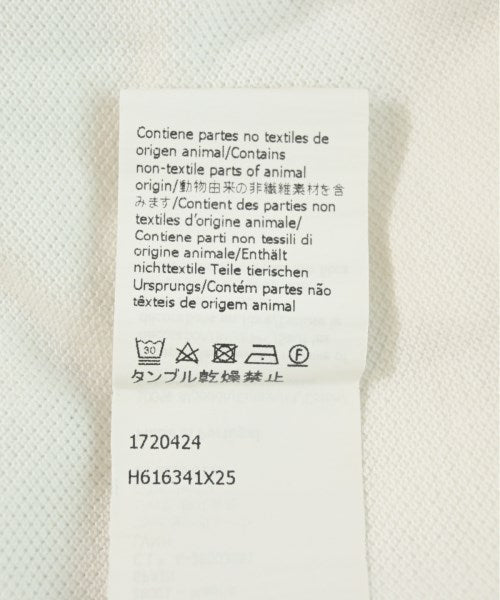 Contiene partes no textiles de
origen animal/Contains
non-textile parts of animal
origin/動物由来の非繊維素材を含
みます/Contient des parties non
textiles d'origine animale/
Contiene parti non tessili di
origine animale/Enthält
nichttextile Teile tierischen
Ursprungs/Contém partes não
têxteis de origem animal
30 F
タンブル乾燥禁止
1720424
H616341X25